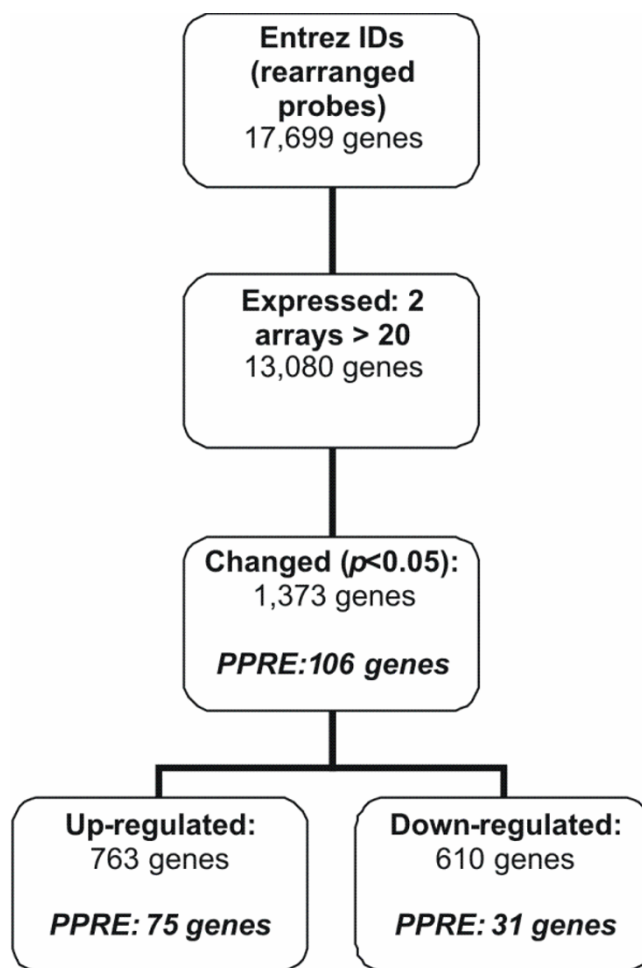 Entrez IDs
(rearranged
probes)
17,699 genes
Expressed: 2
arrays > 20
13,080 genes
Changed (p<0.05):
1,373 genes
PPRE:106 genes
Up-regulated:
763 genes
PPRE: 75 genes
Down-regulated:
610 genes
PPRE: 31 genes